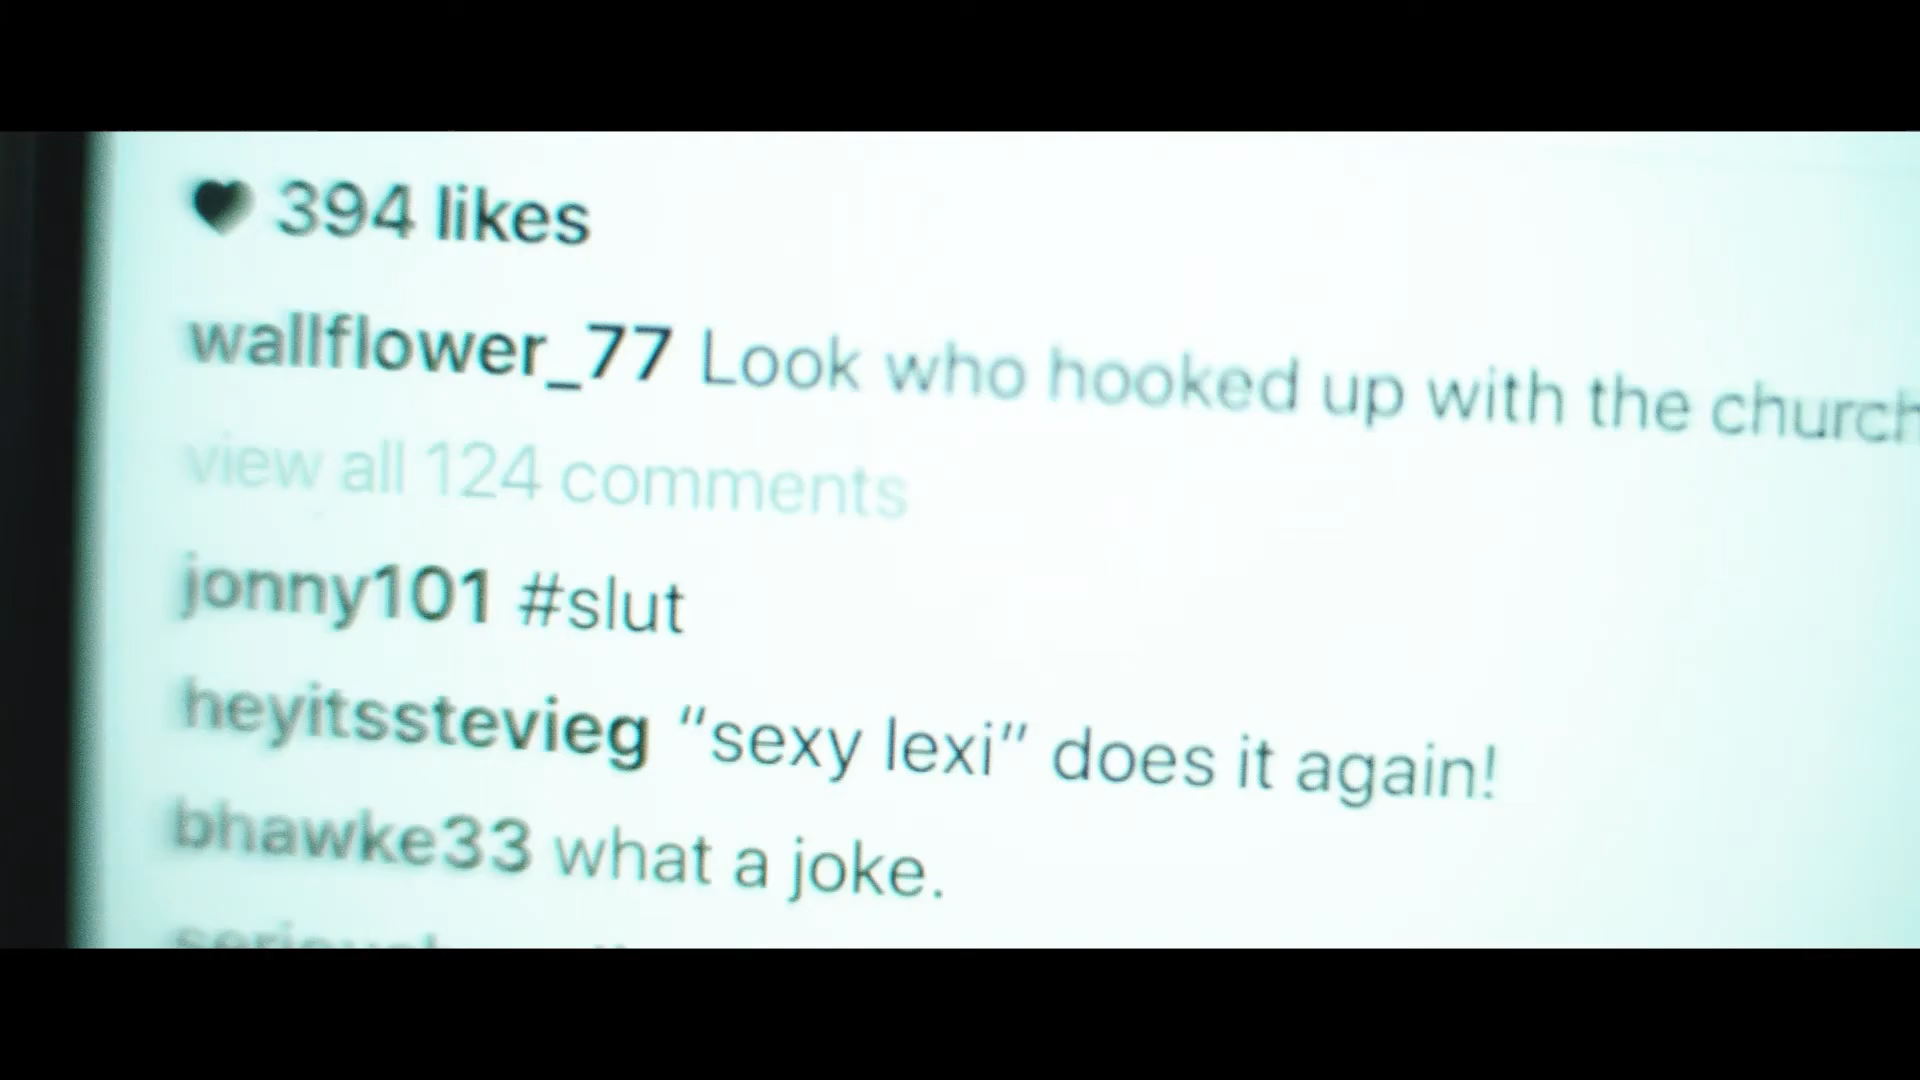 394 likes
wallflower_77 Look who hooked up with the church
view all 124 comments
jonny101 #slut
heyitsstevieg “sexy lexi” does it again!
bhawke33 what a joke.